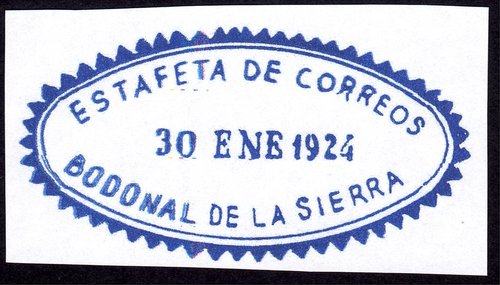 ESTAFETA DE CORREOS
30 ENE 1924
BODONAL DE LA SIERRA